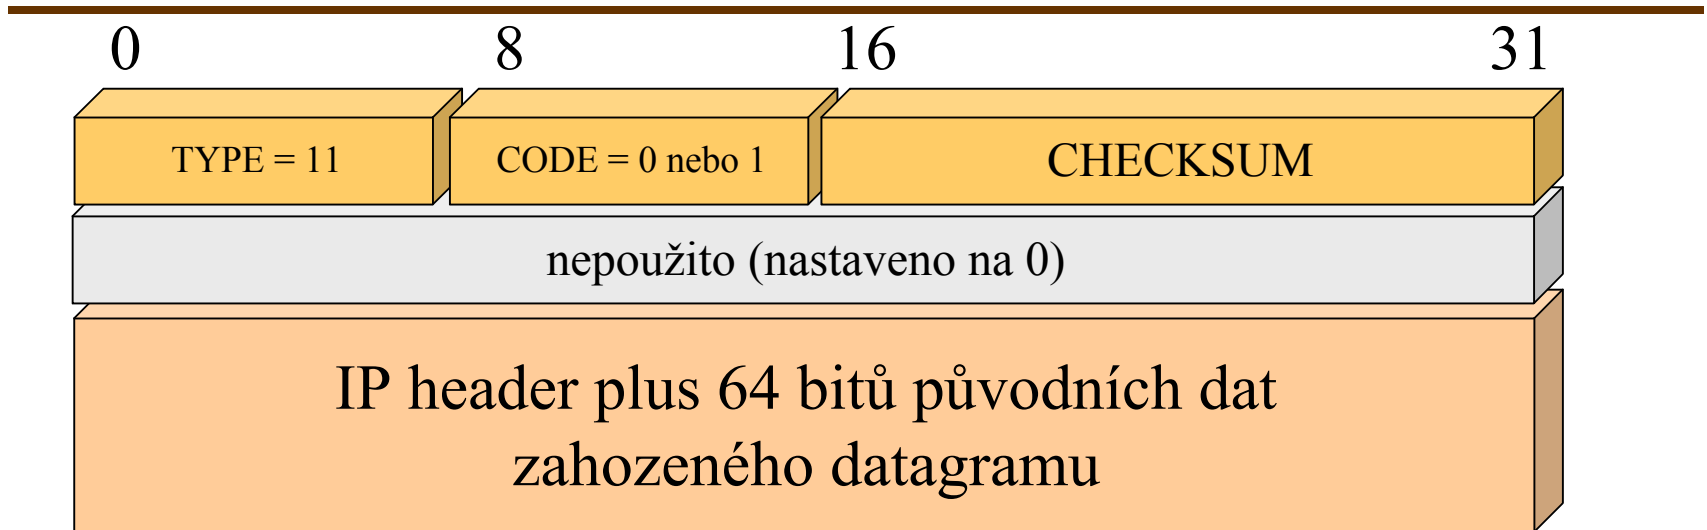 0 8 16 31
TYPE = 11 CODE = 0 nebo 1 CHECKSUM
nepoužito (nastaveno na 0)
IP header plus 64 bitů původních dat
zahozeného datagramu